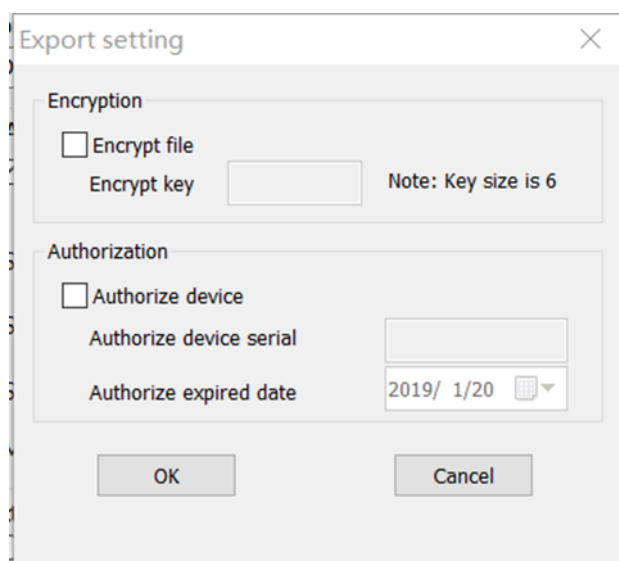 Export setting
Encryption
Encrypt file
Encrypt key Note: Key size is 6
Authorization
Authorize device
Authorize device serial
Authorize expired date 2019/ 1/20
OK Cancel